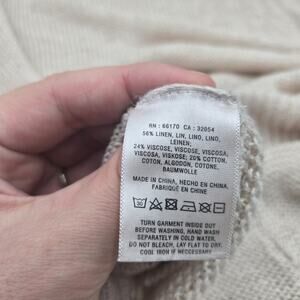 RN : 66170 CA : 32054
56% LINEN, LIN, LINO, LINO,
LEINEN;
24% VISCOSE, VISCOSE, VISCOSA,
VISCOSA, VISKOSE; 20% COTTON,
COTON, ALGODON, COTONE,
BAUMWOLLE
MADE IN CHINA, HECHO EN CHINA,
FABRIQUÉ EN CHINE
TURN GARMENT INSIDE OUT
BEFORE WASHING, HAND WASH
SEPARATELY IN COLD WATER,
DO NOT BLEACH, LAY FLAT TO DRY,
COOL IRON IF NECCESSARY